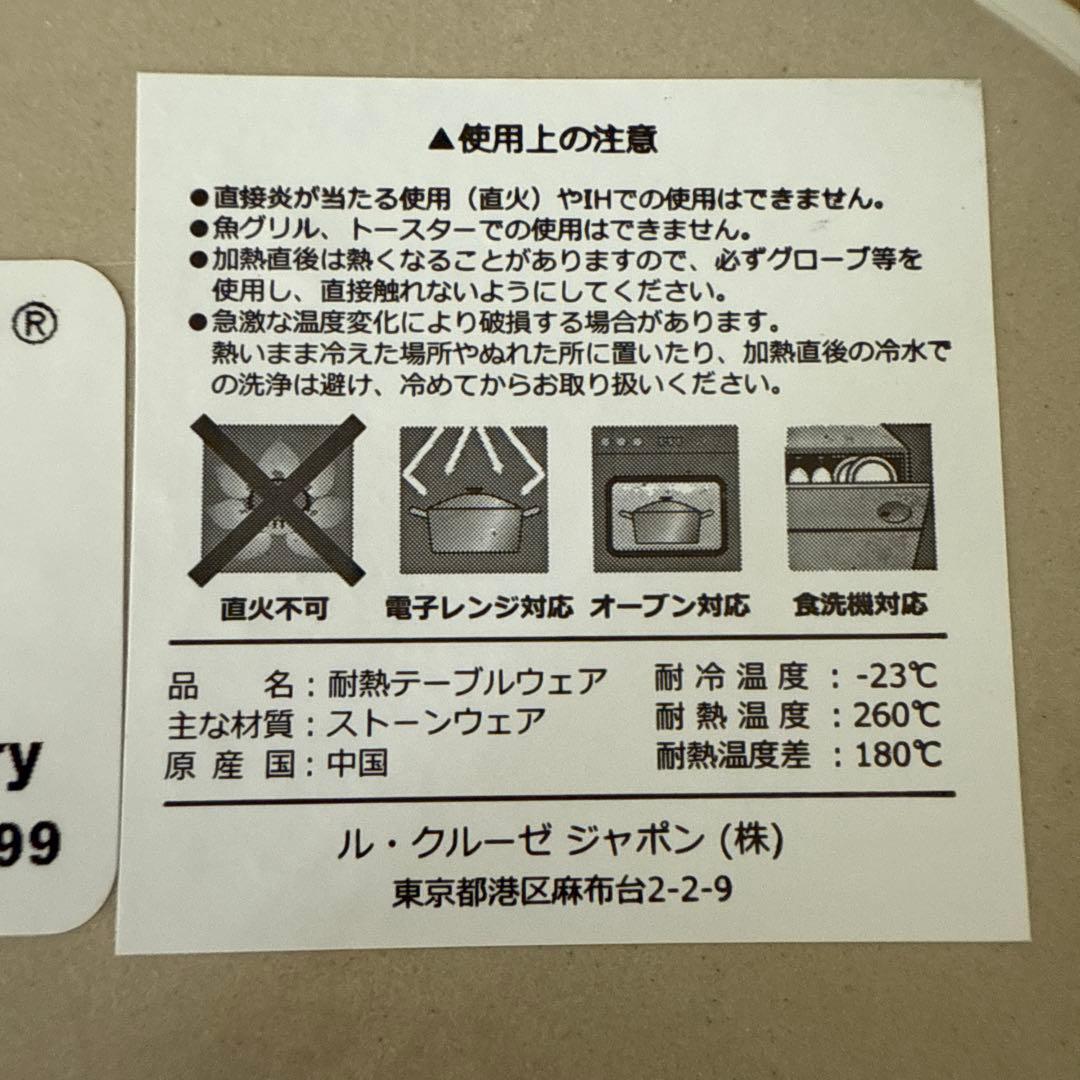 ▲使用上の注意
●直接炎が当たる使用（直火）やIHでの使用はできません。
●魚グリル、トースターでの使用はできません。
●加熱直後は熱くなることがありますので、必ずグローブ等を
使用し、直接触れないようにしてください。
●急激な温度変化により破損する場合があります。
熱いまま冷えた場所やぬれた所に置いたり、加熱直後の冷水で
の洗浄は避け、冷めてからお取り扱いください。
直火不可 電子レンジ対応 オーブン対応 食洗機対応
品　名：耐熱テーブルウェア 耐冷温度：-23℃
主な材質：ストーンウェア 耐熱温度：260℃
原産国：中国 耐熱温度差：180℃
ル・クルーゼ ジャポン (株)
東京都港区麻布台2-2-9
®
ry
99